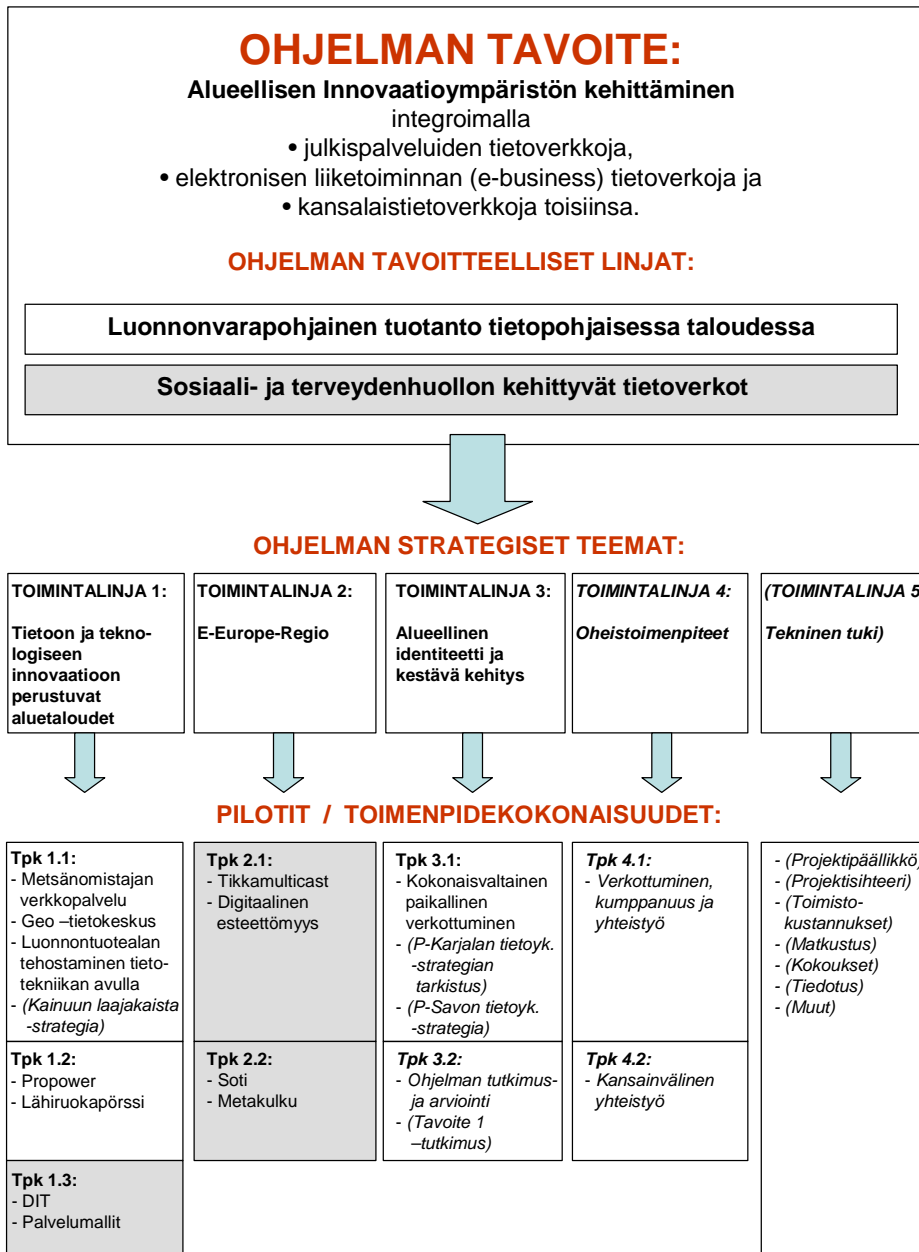 OHJELMAN TAVOITE:
Alueellisen Innovaatioympäristön kehittäminen
integroimalla
• julkispalveluiden tietoverkkoja,
• elektronisen liiketoiminnan (e-business) tietoverkoja ja
• kansalaistietoverkkoja toisiinsa.
OHJELMAN TAVOITTEELLISET LINJAT:
Luonnonvarapohjainen tuotanto tietopohjaisessa taloudessa
Sosiaali- ja terveydenhuollon kehittyvät tietoverkot
OHJELMAN STRATEGISET TEEMAT:
TOIMINTALINJA 1:
Tietoon ja tekno-
logiseen
innovaatioon
perustuvat
aluetaloudet
TOIMINTALINJA 2:
E-Europe-Regio
TOIMINTALINJA 3:
Alueellinen
identiteetti ja
kestävä kehitys
TOIMINTALINJA 4:
Oheistoimenpiteet
(TOIMINTALINJA 5
Tekninen tuki)
PILOTIT / TOIMENPIDEKOKONAISUUDET:
Tpk 1.1:
- Metsänomistajan
verkkopalvelu
- Geo –tietokeskus
- Luonnontuotealan
tehostaminen tieto-
tekniikan avulla
- (Kainuun laajakaista
-strategia)
Tpk 1.2:
- Propower
- Lähiruokapörssi
Tpk 1.3:
- DIT
- Palvelumallit
Tpk 2.1:
- Tikkamulticast
- Digitaalinen
esteettömyys
Tpk 2.2:
- Soti
- Metakulku
Tpk 3.1:
- Kokonaisvaltainen
paikallinen
verkottuminen
- (P-Karjalan tietoyk.
-strategian
tarkistus)
- (P-Savon tietoyk.
-strategia)
Tpk 3.2:
- Ohjelman tutkimus-
ja arviointi
- (Tavoite 1
–tutkimus)
Tpk 4.1:
- Verkottuminen,
kumppanuus ja
yhteistyö
Tpk 4.2:
- Kansainvälinen
yhteistyö
- (Projektipäällikkö)
- (Projektisihteeri)
- (Toimisto-
kustannukset)
- (Matkustus)
- (Kokoukset)
- (Tiedotus)
- (Muut)